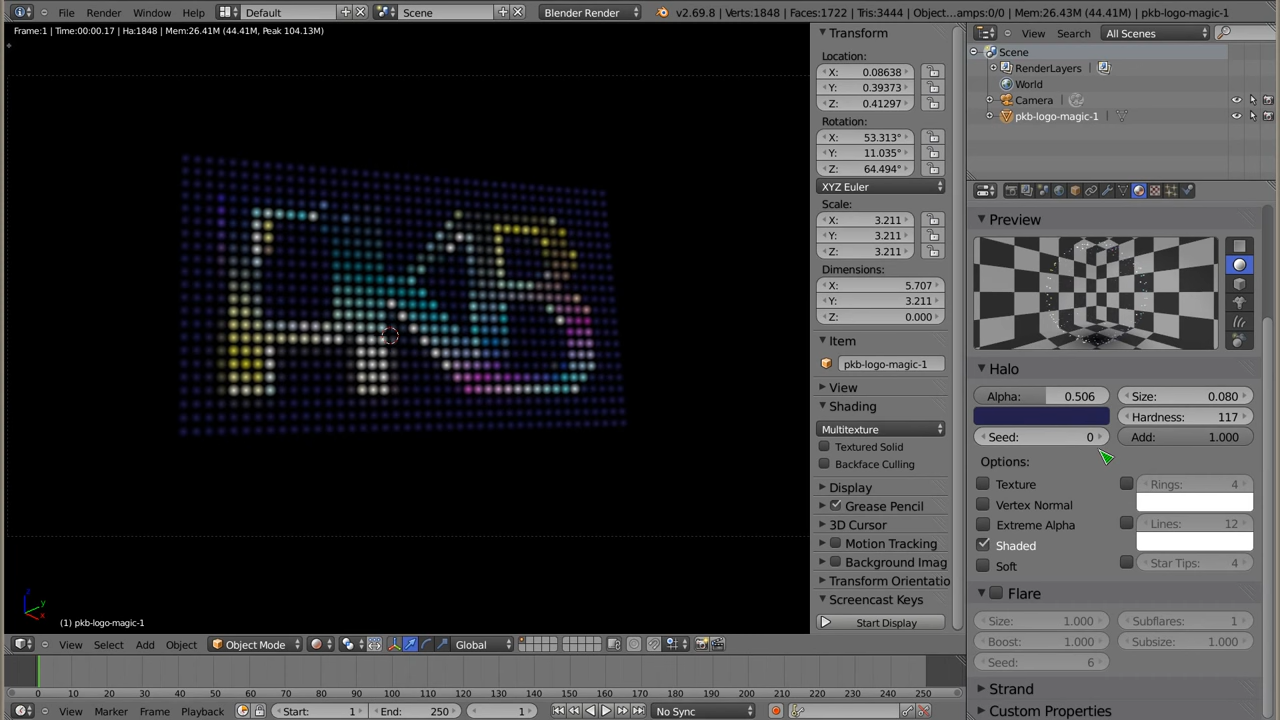 File Render Window Help Default Scene Blender Render v2.69.8 | Verts:1848 | Faces:1722 | Tris:3444 | Object...amps:0/0 | Mem:26.43M (44.41M) | pkb-logo-magic-1
Frame:1 | Time:00:00.17 | Ha:1848 | Mem:26.41M (44.41M, Peak 104.13M)
PKB
(1) pkb-logo-magic-1
z
y
x
View Select Add Object Object Mode Global
0 10 20 30 40 50 60 70 80 90 100 110 120 130 140 150 160 170 180 190 200 210 220 230 240 250
View Marker Frame Playback Start: 1 End: 250 1 No Sync
Transform
Location:
X: 0.08638
Y: 0.39373
Z: 0.41297
Rotation:
X: 53.313°
Y: 11.035°
Z: 64.494°
XYZ Euler
Scale:
X: 3.211
Y: 3.211
Z: 3.211
Dimensions:
X: 5.707
Y: 3.211
Z: 0.000
Item
pkb-logo-magic-1
View
Shading
Multitexture
Textured Solid
Backface Culling
Display
Grease Pencil
3D Cursor
Motion Tracking
Background Imag
Transform Orientatio
Screencast Keys
Start Display
View Search All Scenes
Scene
RenderLayers
World
Camera
pkb-logo-magic-1
Preview
Halo
Alpha: 0.506 Size: 0.080
Hardness: 117
Seed: 0 Add: 1.000
Options:
Texture Rings: 4
Vertex Normal
Extreme Alpha Lines: 12
Shaded
Soft Star Tips: 4
Flare
Size: 1.000 Subflares: 1
Boost: 1.000 Subsize: 1.000
Seed: 6
Strand
Custom Properties